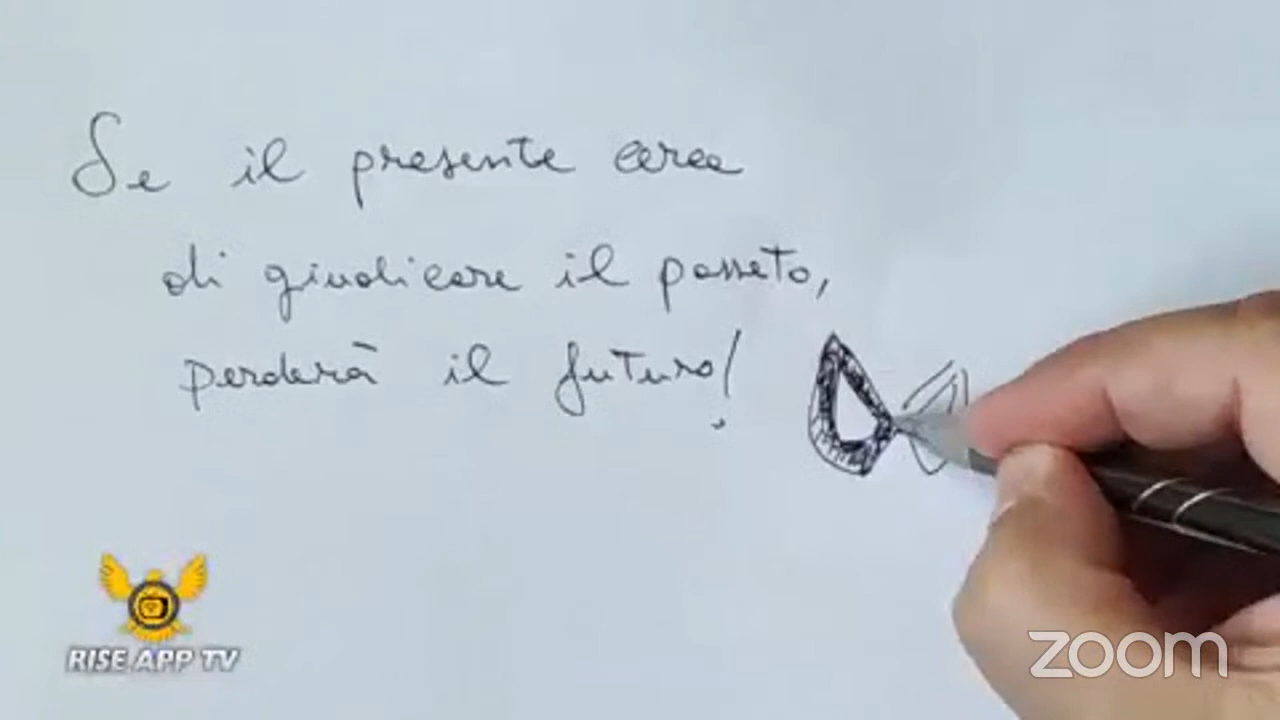 Se il presente cerca
di giudicare il passato,
perderà il futuro!
RISE.APP TV
zoom